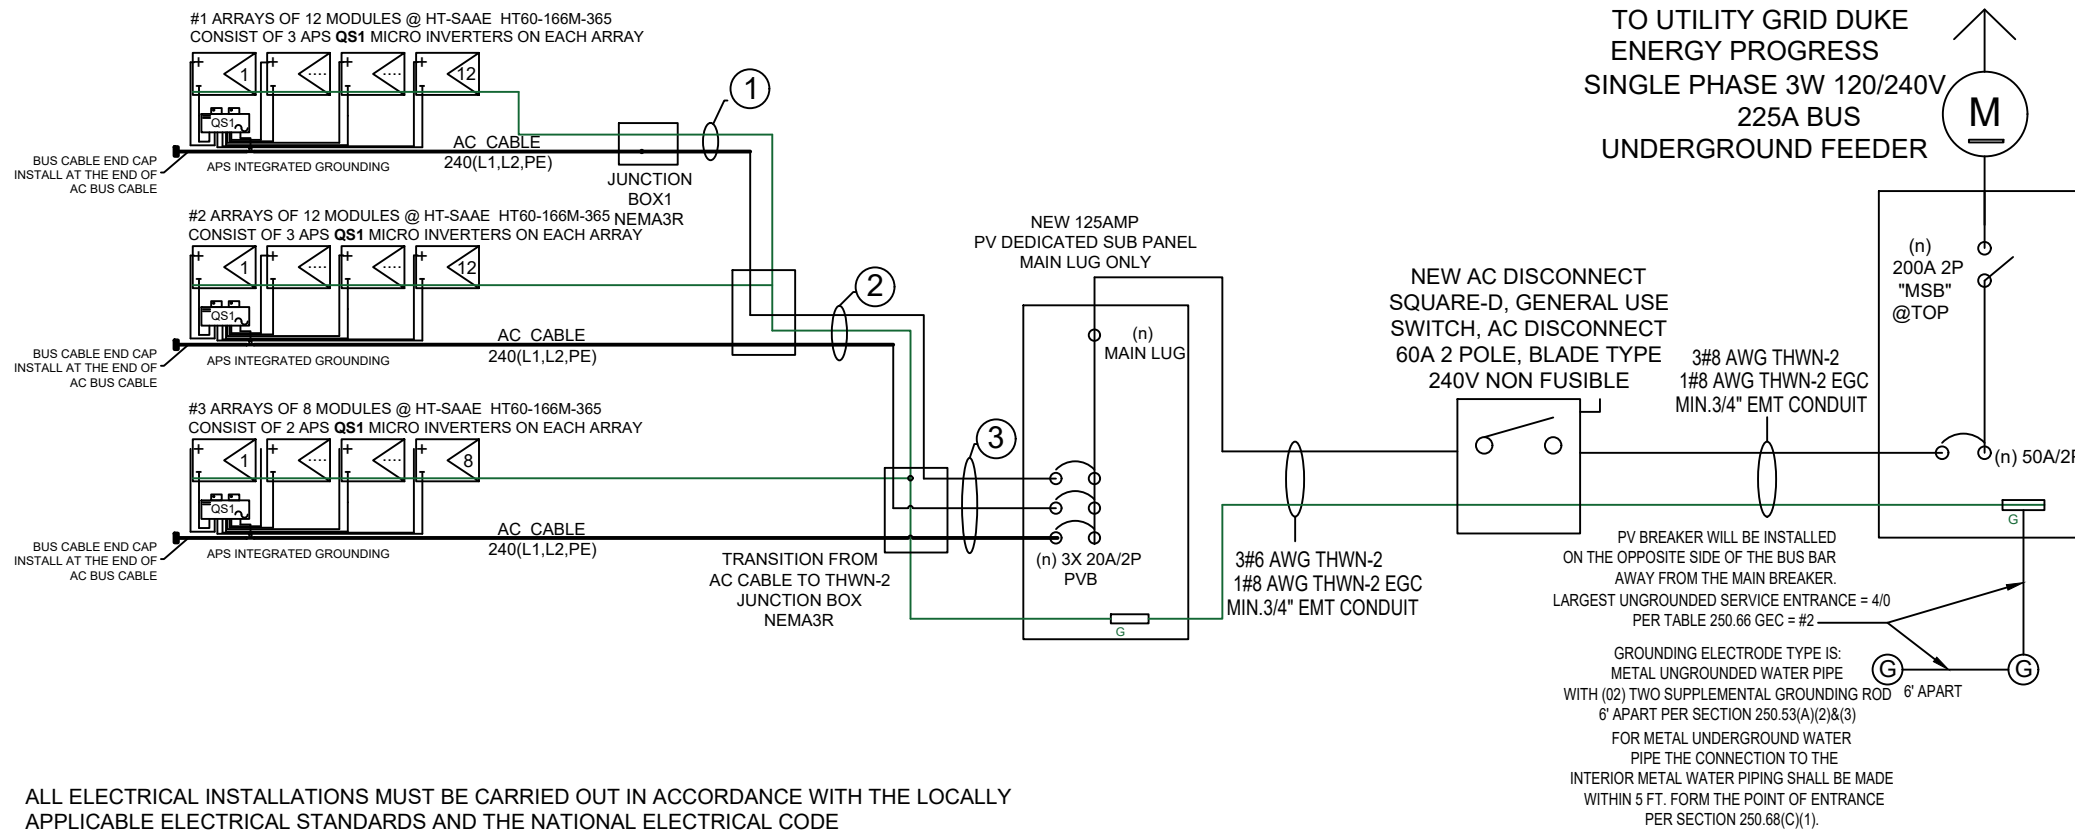 #1 ARRAYS OF 12 MODULES @ HT-SAAE HT60-166M-365
CONSIST OF 3 APS QS1 MICRO INVERTERS ON EACH ARRAY
+
+
+
+
1
....
....
12
QS1
BUS CABLE END CAP
INSTALL AT THE END OF
AC BUS CABLE
APS INTEGRATED GROUNDING
AC CABLE
240(L1,L2,PE)
JUNCTION
BOX1
NEMA3R
1
#2 ARRAYS OF 12 MODULES @ HT-SAAE HT60-166M-365
CONSIST OF 3 APS QS1 MICRO INVERTERS ON EACH ARRAY
+
+
+
+
1
....
....
12
QS1
BUS CABLE END CAP
INSTALL AT THE END OF
AC BUS CABLE
APS INTEGRATED GROUNDING
AC CABLE
240(L1,L2,PE)
2
#3 ARRAYS OF 8 MODULES @ HT-SAAE HT60-166M-365
CONSIST OF 2 APS QS1 MICRO INVERTERS ON EACH ARRAY
+
+
+
+
1
....
....
8
QS1
BUS CABLE END CAP
INSTALL AT THE END OF
AC BUS CABLE
APS INTEGRATED GROUNDING
AC CABLE
240(L1,L2,PE)
3
TRANSITION FROM
AC CABLE TO THWN-2
JUNCTION BOX
NEMA3R
NEW 125AMP
PV DEDICATED SUB PANEL
MAIN LUG ONLY
(n)
MAIN LUG
(n) 3X 20A/2P
PVB
G
3#6 AWG THWN-2
1#8 AWG THWN-2 EGC
MIN.3/4" EMT CONDUIT
NEW AC DISCONNECT
SQUARE-D, GENERAL USE
SWITCH, AC DISCONNECT
60A 2 POLE, BLADE TYPE
240V NON FUSIBLE
3#8 AWG THWN-2
1#8 AWG THWN-2 EGC
MIN.3/4" EMT CONDUIT
TO UTILITY GRID DUKE
ENERGY PROGRESS
SINGLE PHASE 3W 120/240V
225A BUS
UNDERGROUND FEEDER
M
(n)
200A 2P
"MSB"
@TOP
(n) 50A/2P
G
PV BREAKER WILL BE INSTALLED
ON THE OPPOSITE SIDE OF THE BUS BAR
AWAY FROM THE MAIN BREAKER.
LARGEST UNGROUNDED SERVICE ENTRANCE = 4/0
PER TABLE 250.66 GEC = #2
GROUNDING ELECTRODE TYPE IS:
METAL UNGROUNDED WATER PIPE
WITH (02) TWO SUPPLEMENTAL GROUNDING ROD
6' APART PER SECTION 250.53(A)(2)&(3)
FOR METAL UNDERGROUND WATER
PIPE THE CONNECTION TO THE
INTERIOR METAL WATER PIPING SHALL BE MADE
WITHIN 5 FT. FORM THE POINT OF ENTRANCE
PER SECTION 250.68(C)(1).
G
G
6' APART
ALL ELECTRICAL INSTALLATIONS MUST BE CARRIED OUT IN ACCORDANCE WITH THE LOCALLY
APPLICABLE ELECTRICAL STANDARDS AND THE NATIONAL ELECTRICAL CODE